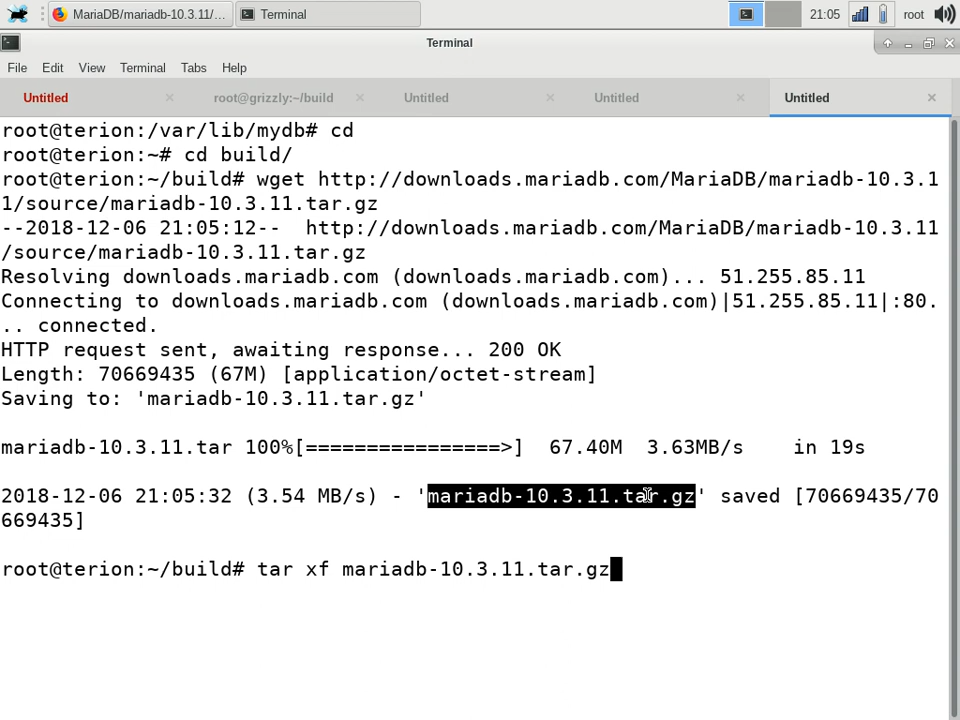 MariaDB/mariadb-10.3.11/... Terminal 21:05 root
Terminal
File Edit View Terminal Tabs Help
Untitled root@grizzly:~/build Untitled Untitled Untitled
root@terion:/var/lib/mydb# cd
root@terion:~# cd build/
root@terion:~/build# wget http://downloads.mariadb.com/MariaDB/mariadb-10.3.1
1/source/mariadb-10.3.11.tar.gz
--2018-12-06 21:05:12--  http://downloads.mariadb.com/MariaDB/mariadb-10.3.11
/source/mariadb-10.3.11.tar.gz
Resolving downloads.mariadb.com (downloads.mariadb.com)... 51.255.85.11
Connecting to downloads.mariadb.com (downloads.mariadb.com)|51.255.85.11|:80.
.. connected.
HTTP request sent, awaiting response... 200 OK
Length: 70669435 (67M) [application/octet-stream]
Saving to: 'mariadb-10.3.11.tar.gz'
mariadb-10.3.11.tar 100%[================>]  67.40M  3.63MB/s    in 19s
2018-12-06 21:05:32 (3.54 MB/s) - 'mariadb-10.3.11.tar.gz' saved [70669435/70
669435]
root@terion:~/build# tar xf mariadb-10.3.11.tar.gz